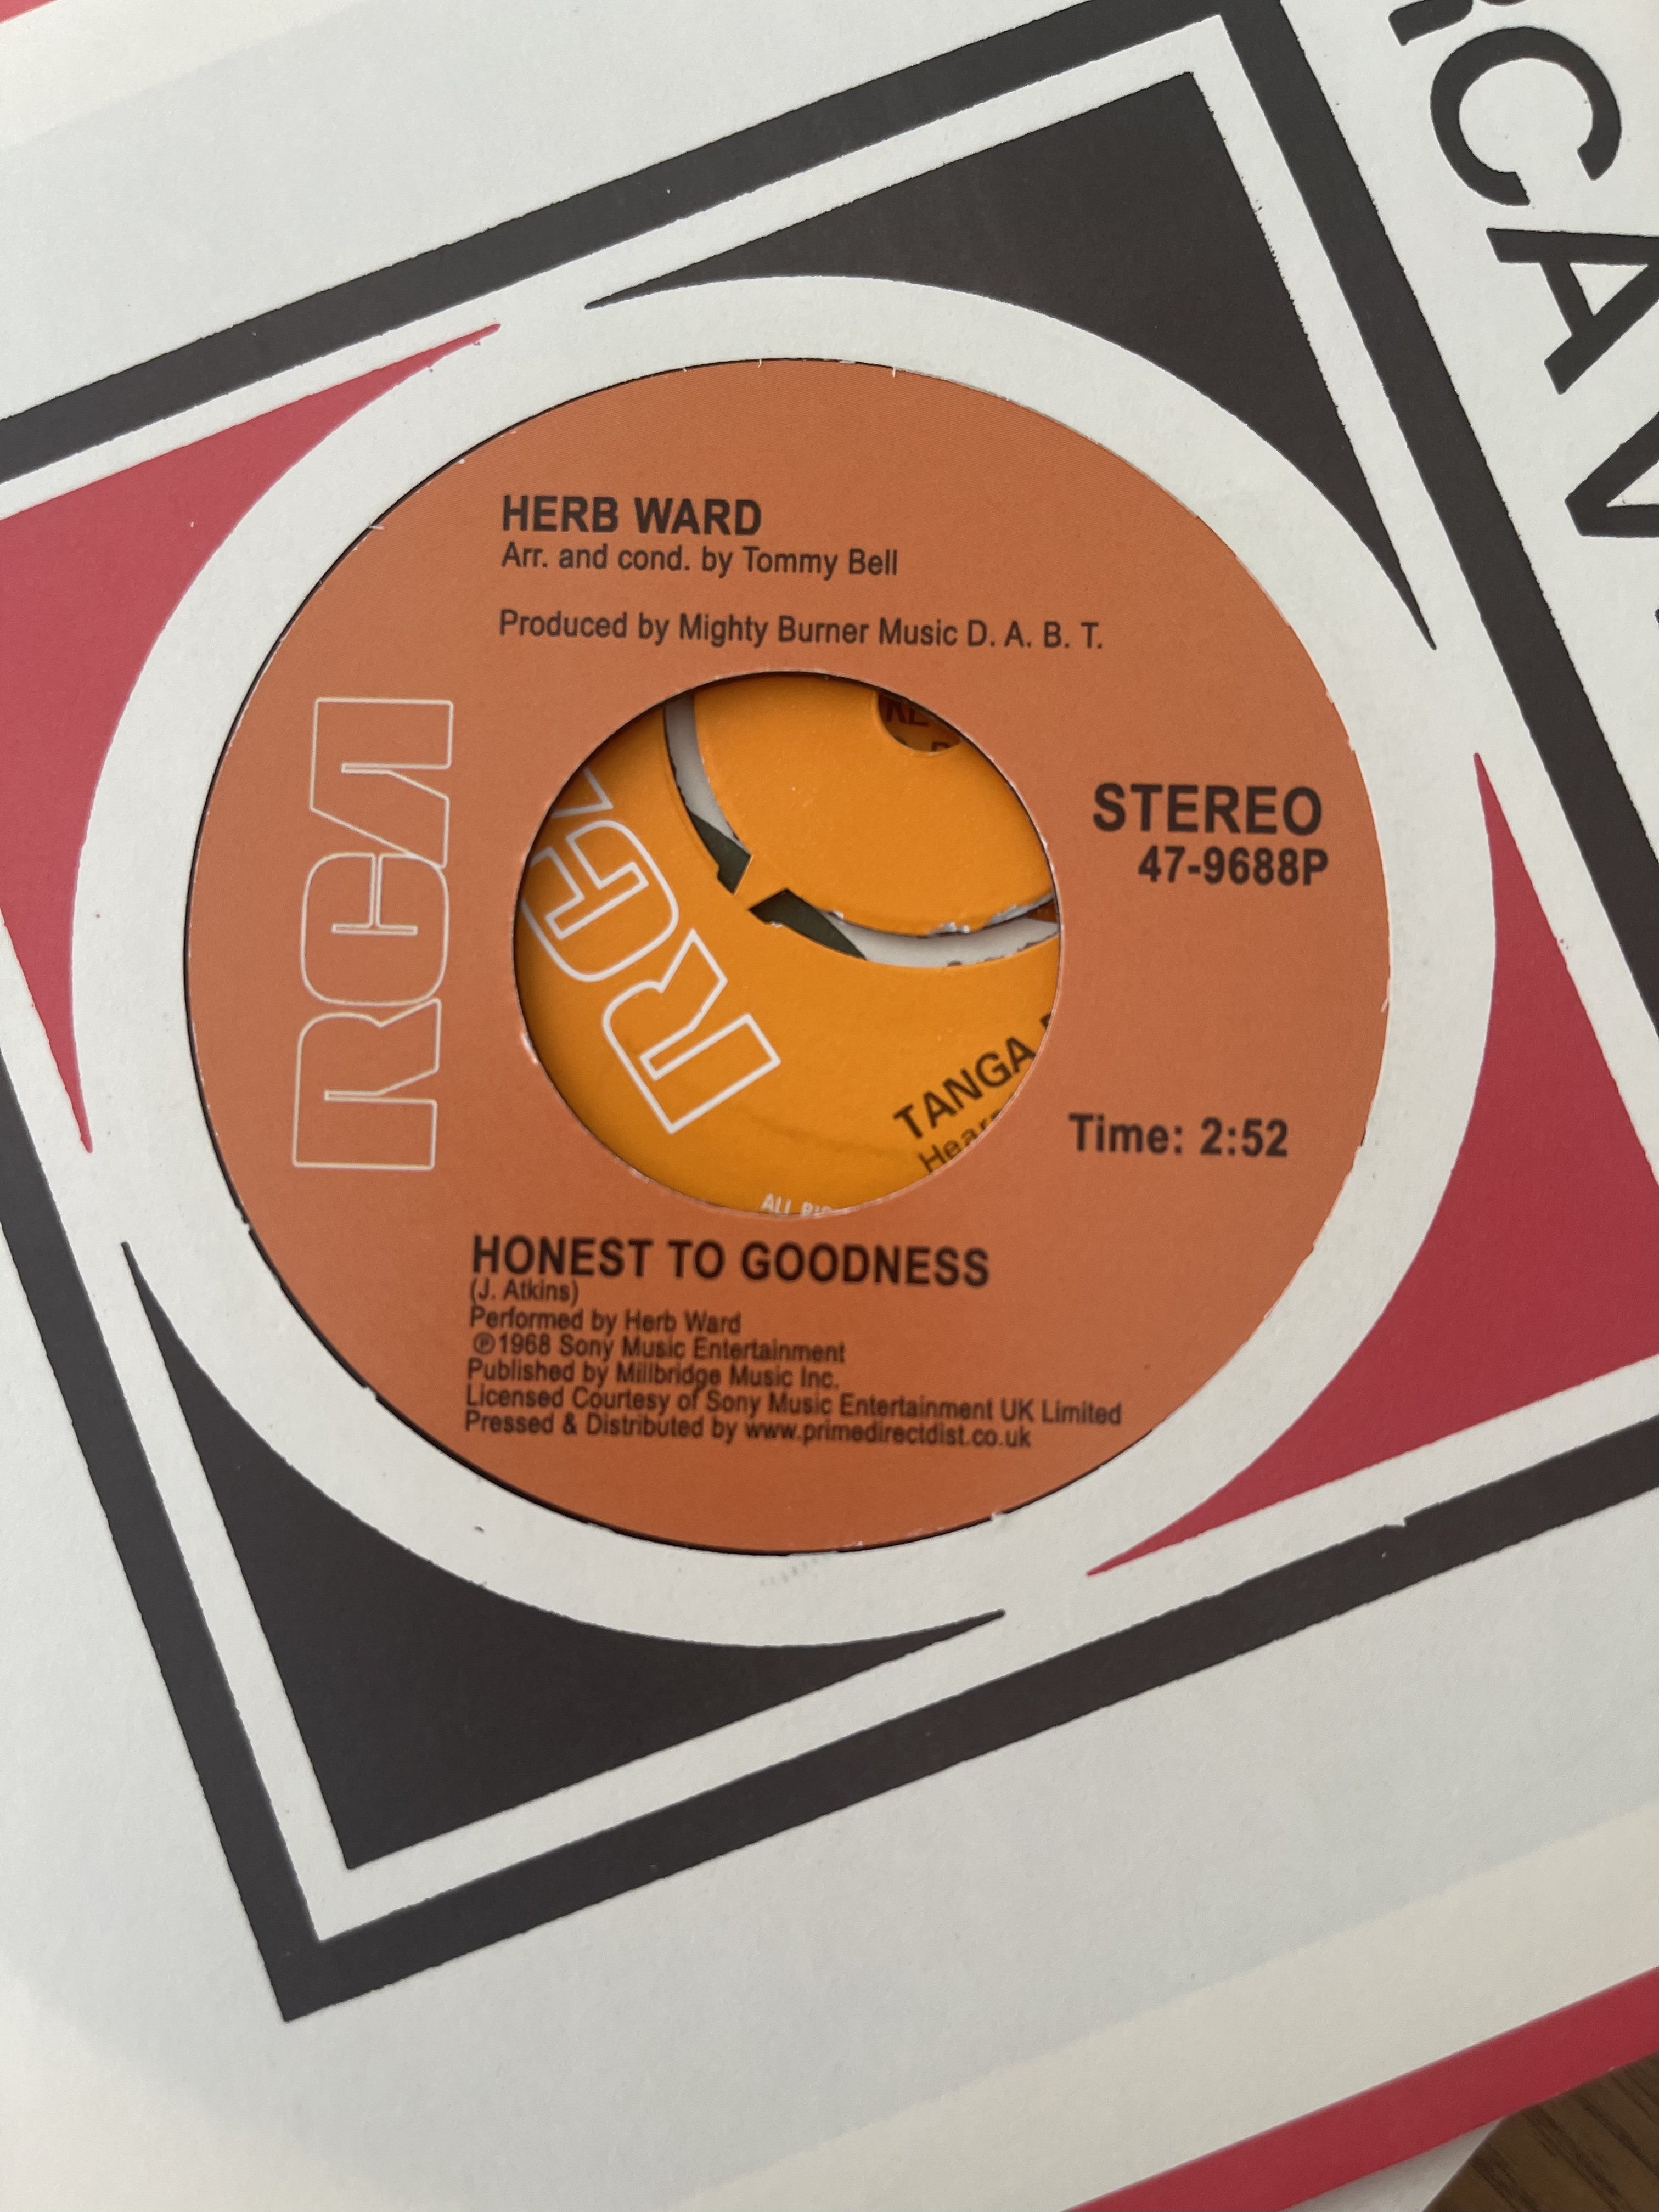 HERB WARD
Arr. and cond. by Tommy Bell
Produced by Mighty Burner Music D. A. B. T.
RCA
STEREO
47-9688P
Time: 2:52
HONEST TO GOODNESS
(J. Atkins)
Performed by Herb Ward
℗1968 Sony Music Entertainment
Published by Millbridge Music Inc.
Licensed Courtesy of Sony Music Entertainment UK Limited
Pressed & Distributed by www.primedirectdist.co.uk
RCA
TANGA
ALL